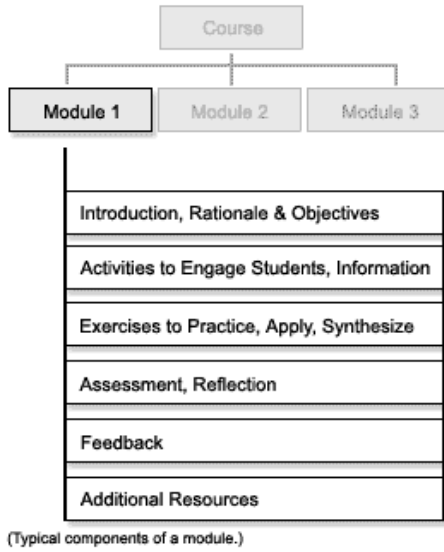 Course
Module 1
Module 2
Module 3
Introduction, Rationale & Objectives
Activities to Engage Students, Information
Exercises to Practice, Apply, Synthesize
Assessment, Reflection
Feedback
Additional Resources
(Typical components of a module.)